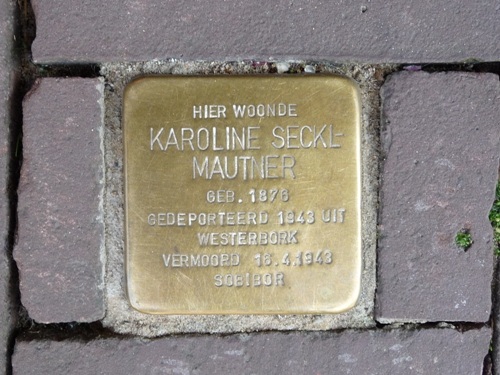 HIER WOONDE
KAROLINE SECKL-
MAUTNER
GEB. 1876
GEDEPORTEERD 1943 UIT
WESTERBORK
VERMOORD 16.4.1943
SOBIBOR